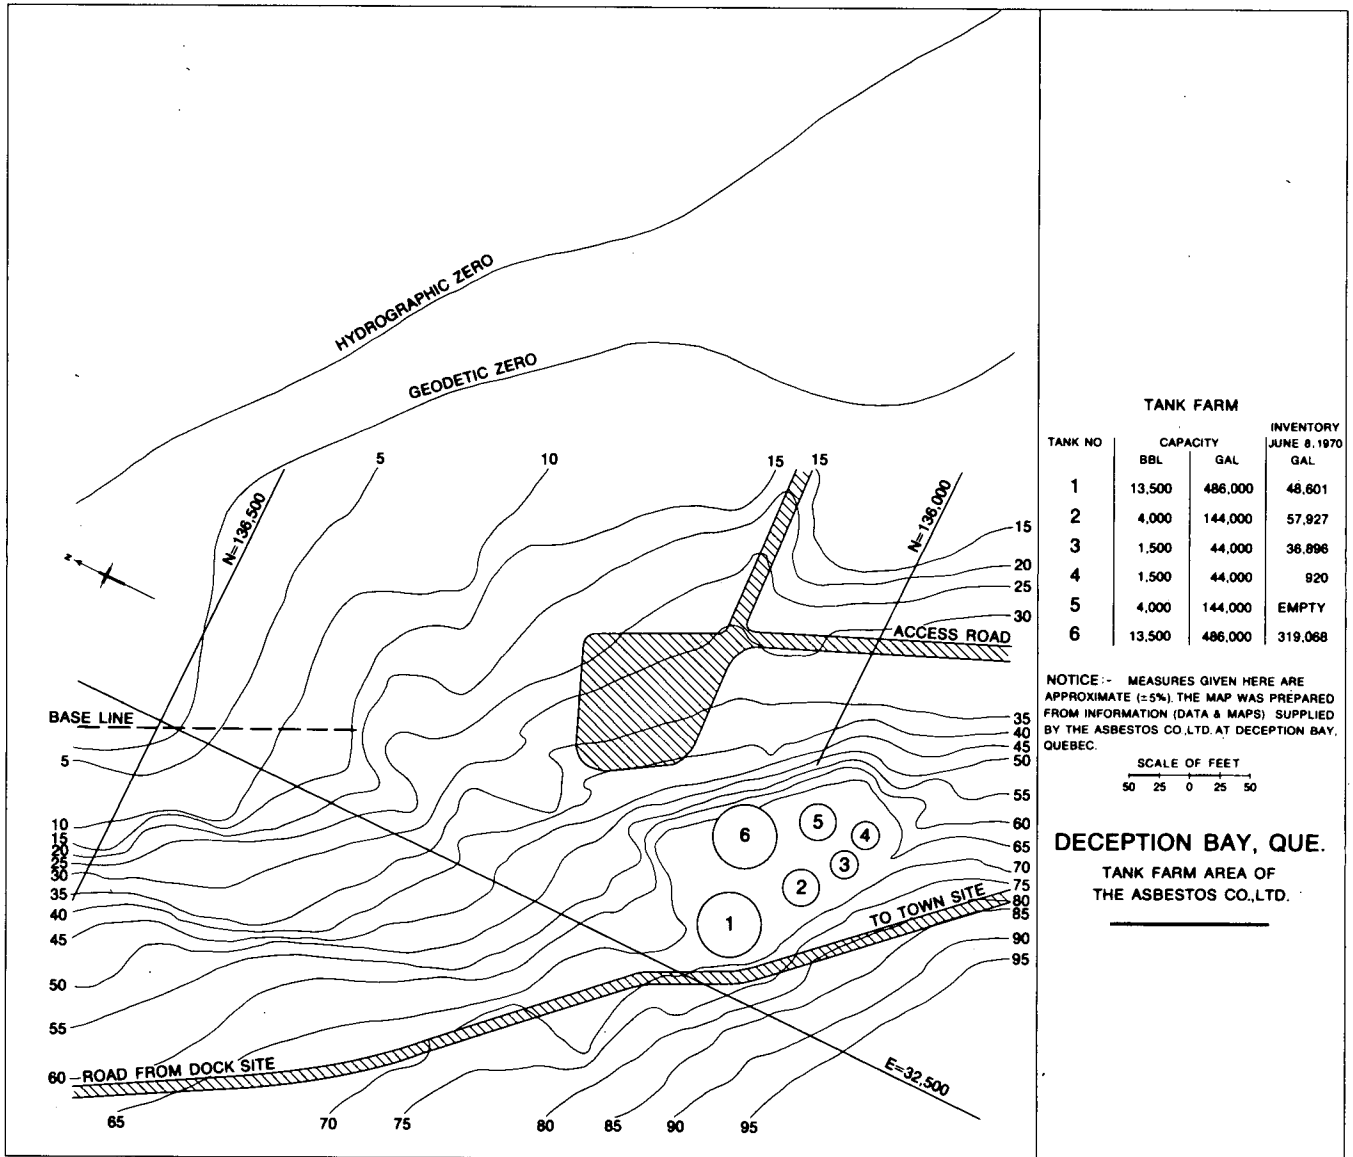 HYDROGRAPHIC ZERO
GEODETIC ZERO
5
10
15 15
N=136,500
N=136,000
15
20
25
30
N
ACCESS ROAD
BASE LINE
5
35
40
45
50
55
60
65
70
75
80
85
90
95
10
15
20
25
30
35
40
45
50
55
60
6
5
4
3
2
1
TO TOWN SITE
ROAD FROM DOCK SITE
E=32,500
65
70
75
80
85
90
95
TANK FARM
INVENTORY
TANK NO CAPACITY JUNE 8,1970
BBL GAL GAL
1 13,500 486,000 48,601
2 4,000 144,000 57,927
3 1,500 44,000 36,896
4 1,500 44,000 920
5 4,000 144,000 EMPTY
6 13,500 486,000 319,068
NOTICE:- MEASURES GIVEN HERE ARE
APPROXIMATE (±5%). THE MAP WAS PREPARED
FROM INFORMATION (DATA & MAPS) SUPPLIED
BY THE ASBESTOS CO.,LTD. AT DECEPTION BAY,
QUEBEC.
SCALE OF FEET
50 25 0 25 50
DECEPTION BAY, QUE.
TANK FARM AREA OF
THE ASBESTOS CO.,LTD.